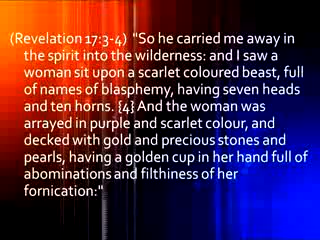 (Revelation 17:3-4)  "So he carried me away in
the spirit into the wilderness: and I saw a
woman sit upon a scarlet coloured beast, full
of names of blasphemy, having seven heads
and ten horns. {4} And the woman was
arrayed in purple and scarlet colour, and
decked with gold and precious stones and
pearls, having a golden cup in her hand full of
abominations and filthiness of her
fornication:"